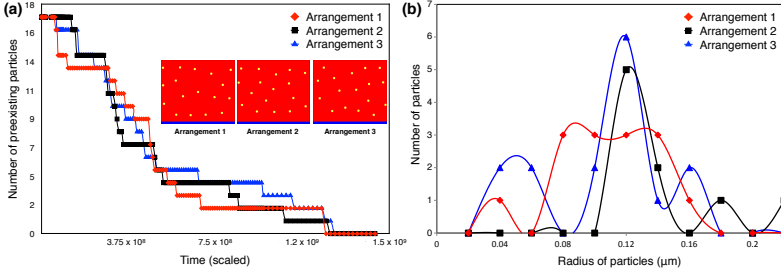 (a)
Number of preexisting particles
18
16
14
13
11
9
7
5
4
2
0
3.75 x 10⁸
7.5 x 10⁸
1.2 x 10⁹
1.5 x 10⁹
Time (scaled)
Arrangement 1
Arrangement 2
Arrangement 3
Arrangement 1
Arrangement 2
Arrangement 3
(b)
Number of particles
7
6
5
4
3
2
1
0
0
0.04
0.08
0.12
0.16
0.2
Radius of particles (μm)
Arrangement 1
Arrangement 2
Arrangement 3